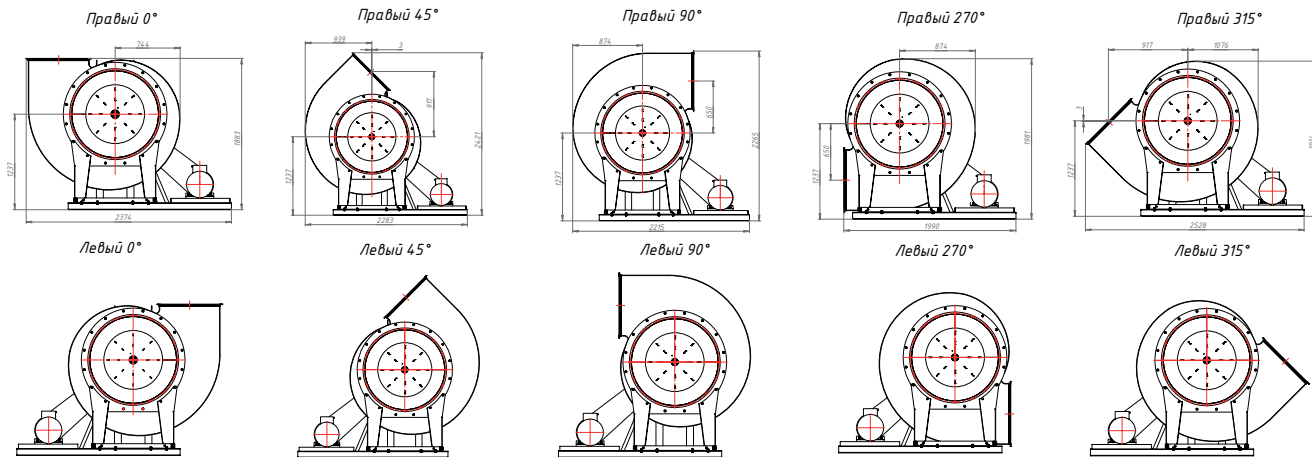 Правый 0°
Правый 45°
Правый 90°
Правый 270°
Правый 315°
744
1237
1883
2374
939
3
917
2421
1237
2283
874
650
2265
1237
2215
874
650
1237
1981
1990
917
1076
3
1237
2528
Левый 0°
Левый 45°
Левый 90°
Левый 270°
Левый 315°